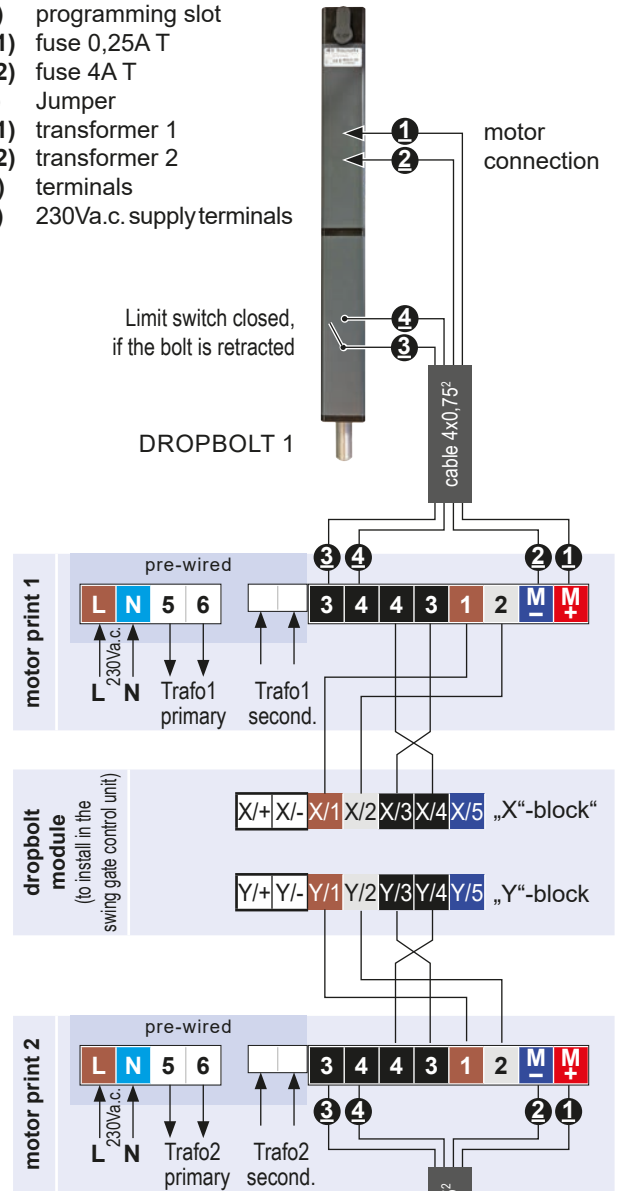 ) programming slot
1) fuse 0,25A T
2) fuse 4A T
Jumper
1) transformer 1
2) transformer 2
) terminals
) 230Va.c. supply terminals
1
2
motor
connection
Limit switch closed,
if the bolt is retracted
4
3
DROPBOLT 1
cable 4x0,75²
motor print 1
pre-wired
3 4 2 1
L N 5 6 3 4 4 3 1 2 M- M+
L 230Va.c. N
Trafo1 primary
Trafo1 second.
dropbolt
module
(to install in the
swing gate control unit)
X/+ X/- X/1 X/2 X/3 X/4 X/5 „X“-block“
Y/+ Y/- Y/1 Y/2 Y/3 Y/4 Y/5 „Y“-block
motor print 2
pre-wired
L N 5 6 3 4 4 3 1 2 M- M+
3 4 2 1
L 230Va.c. N
Trafo2 primary
Trafo2 second.